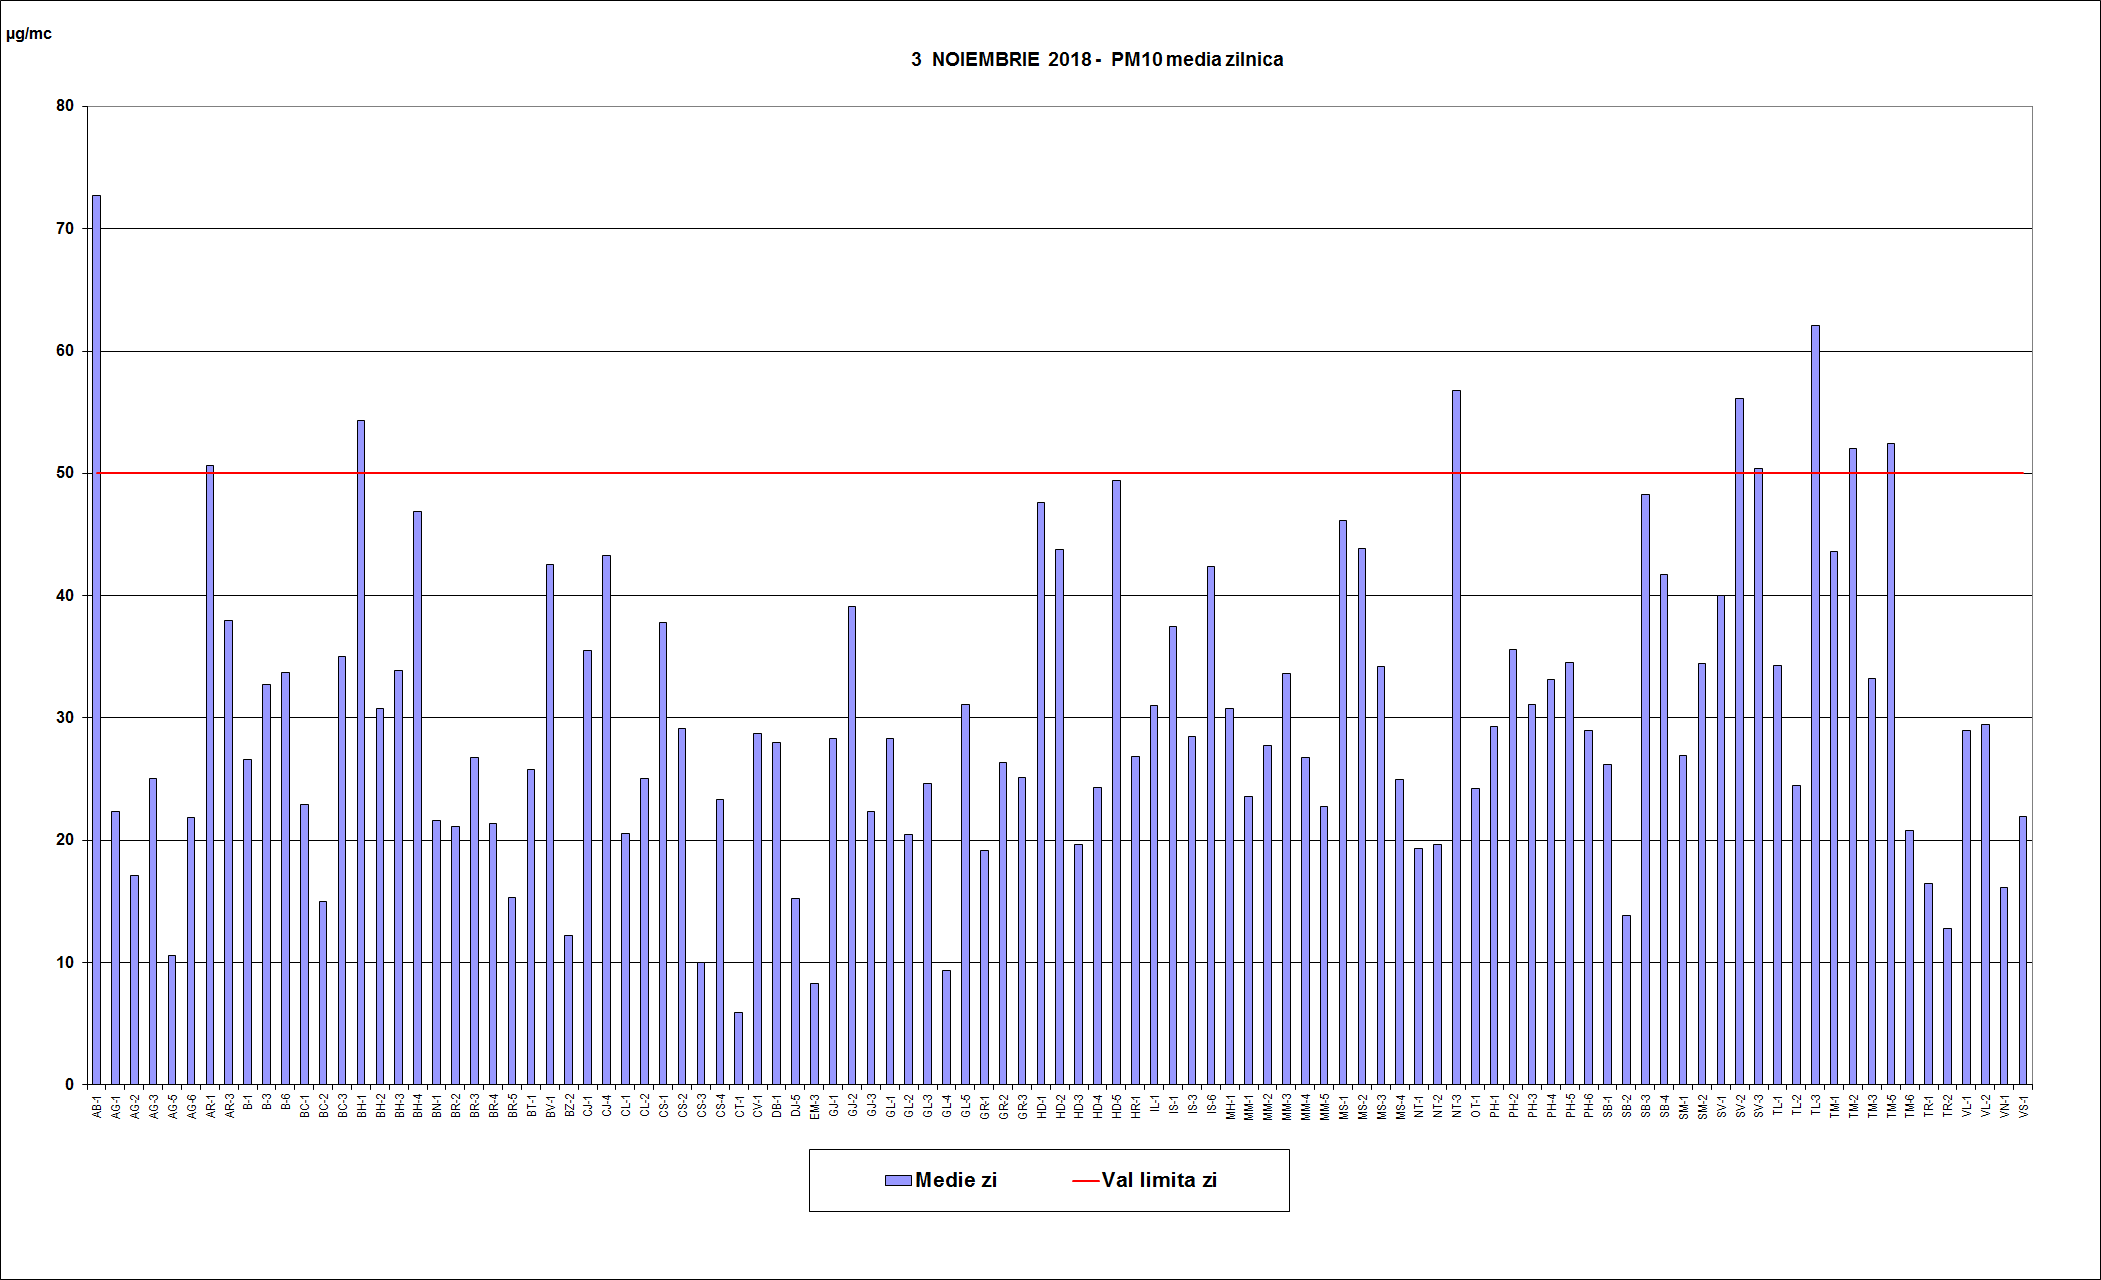 µg/mc
3 NOIEMBRIE 2018 - PM10 media zilnica
80
70
60
50
40
30
20
10
0
AB-1 AG-1 AG-2 AG-3 AG-5 AG-6 AR-1 AR-3 B-1 B-3 B-6 BC-1 BC-2 BC-3 BH-1 BH-2 BH-3 BH-4 BN-1 BR-2 BR-3 BR-4 BR-5 BT-1 BV-1 BZ-2 CJ-1 CJ-4 CL-1 CL-2 CS-1 CS-2 CS-3 CS-4 CT-1 CV-1 DB-1 DJ-5 EM-3 GJ-1 GJ-2 GJ-3 GL-1 GL-2 GL-3 GL-4 GL-5 GR-1 GR-2 GR-3 HD-1 HD-2 HD-3 HD-4 HD-5 HR-1 IL-1 IS-1 IS-3 IS-6 MH-1 MM-1 MM-2 MM-3 MM-4 MM-5 MS-1 MS-2 MS-3 MS-4 NT-1 NT-2 NT-3 OT-1 PH-1 PH-2 PH-3 PH-4 PH-5 PH-6 SB-1 SB-2 SB-3 SB-4 SM-1 SM-2 SV-1 SV-2 SV-3 TL-1 TL-2 TL-3 TM-1 TM-2 TM-3 TM-5 TM-6 TR-1 TR-2 VL-1 VL-2 VN-1 VS-1
Medie zi Val limita zi